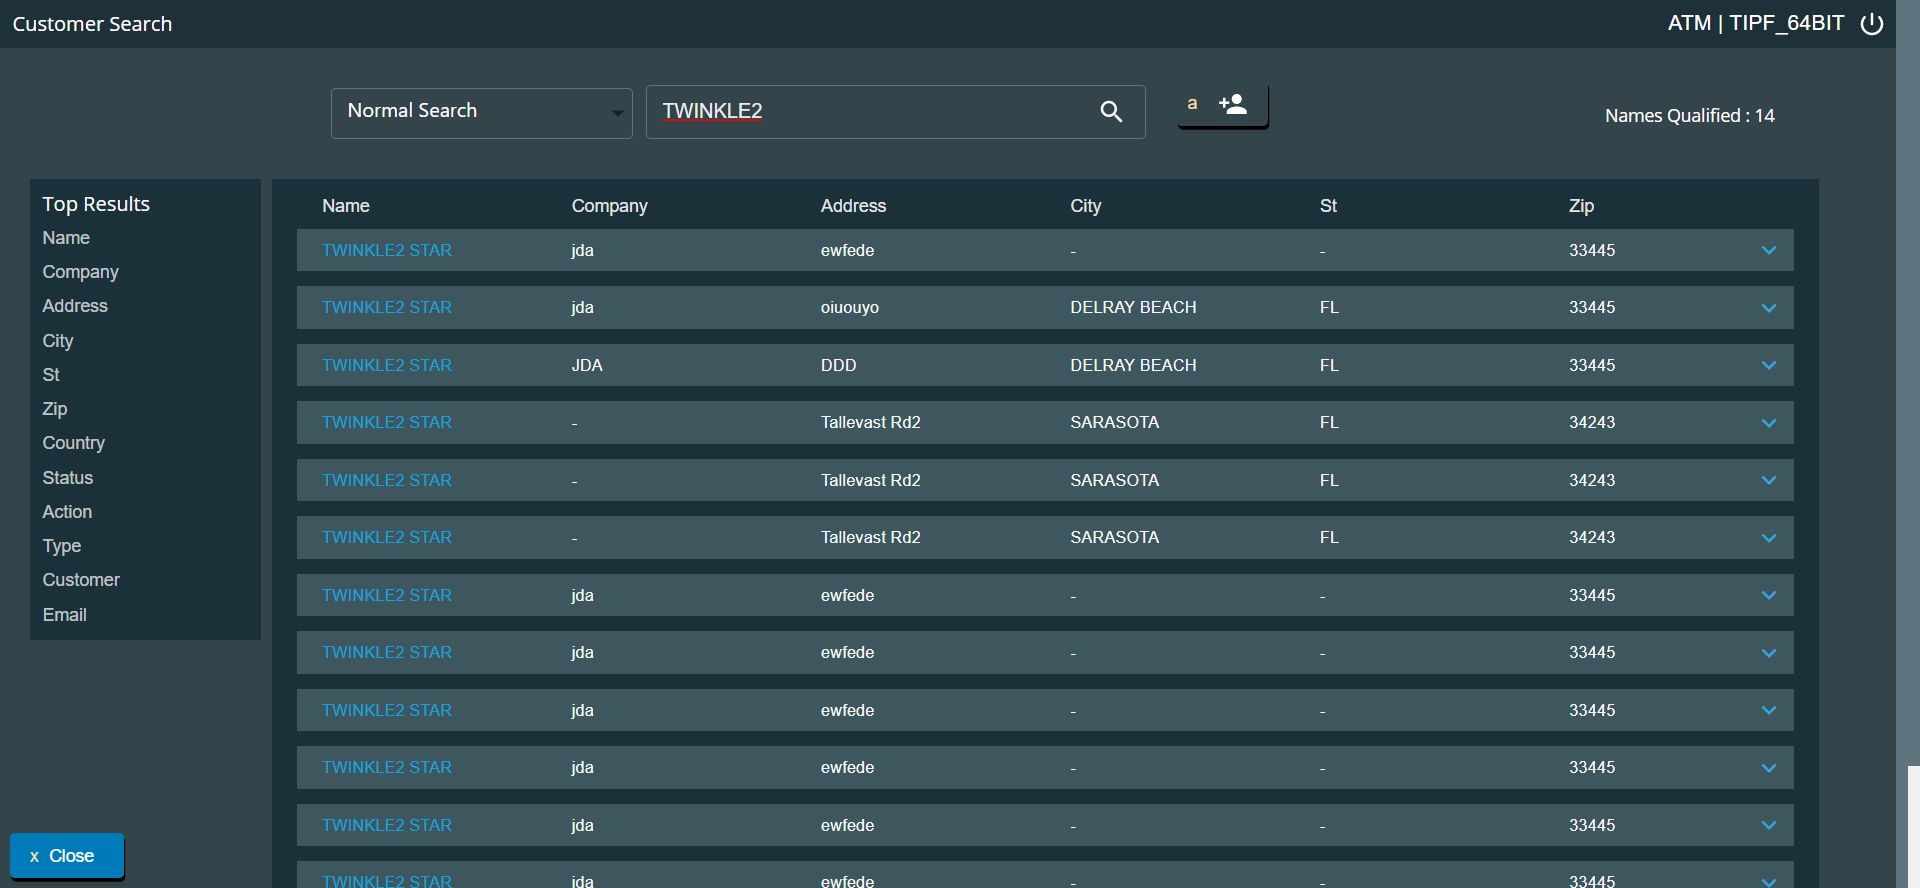 Customer Search
ATM | TIPF_64BIT
Normal Search
TWINKLE2
a
Names Qualified : 14
Top Results
Name
Company
Address
City
St
Zip
Country
Status
Action
Type
Customer
Email
Name Company Address City St Zip
TWINKLE2 STAR jda ewfede - - 33445
TWINKLE2 STAR jda oiuouyo DELRAY BEACH FL 33445
TWINKLE2 STAR JDA DDD DELRAY BEACH FL 33445
TWINKLE2 STAR - Tallevast Rd2 SARASOTA FL 34243
TWINKLE2 STAR - Tallevast Rd2 SARASOTA FL 34243
TWINKLE2 STAR - Tallevast Rd2 SARASOTA FL 34243
TWINKLE2 STAR jda ewfede - - 33445
TWINKLE2 STAR jda ewfede - - 33445
TWINKLE2 STAR jda ewfede - - 33445
TWINKLE2 STAR jda ewfede - - 33445
TWINKLE2 STAR jda ewfede - - 33445
TWINKLE2 STAR jda ewfede - - 33445
x Close